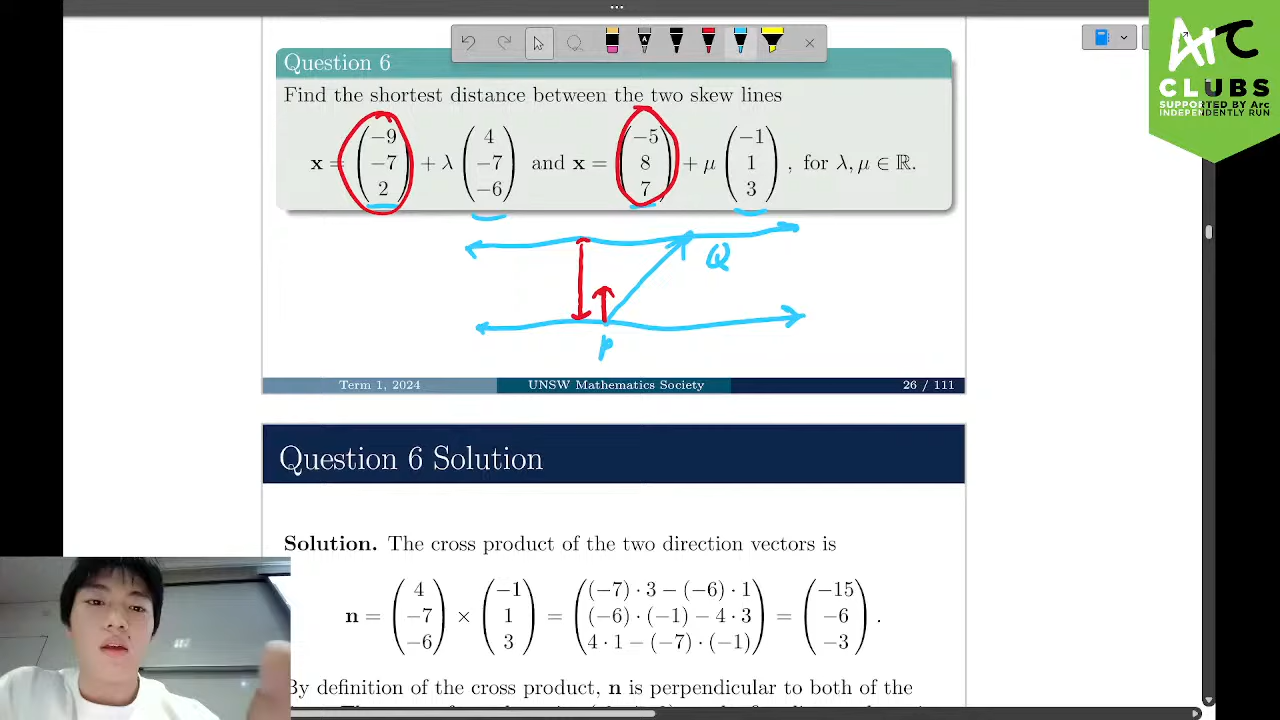 Question 6
Find the shortest distance between the two skew lines
x = (−9 −7 2) + λ (4 −7 −6) and x = (−5 8 7) + μ (−1 1 3), for λ, μ ∈ ℝ.
Q
P
Term 1, 2024 UNSW Mathematics Society 26 / 111
Question 6 Solution
Solution. The cross product of the two direction vectors is
n = (4 −7 −6) × (−1 1 3) = ((−7) · 3 − (−6) · 1 (−6) · (−1) − 4 · 3 4 · 1 − (−7) · (−1)) = (−15 −6 −3).
By definition of the cross product, n is perpendicular to both of the
Arc
CLUBS
SUPPORTED BY Arc
INDEPENDENTLY RUN